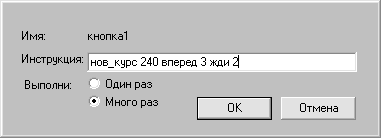 Имя: кнопка1
Инструкция: нов_курс 240 вперед 3 жди 2
Выполни: Один раз
Много раз
OK Отмена